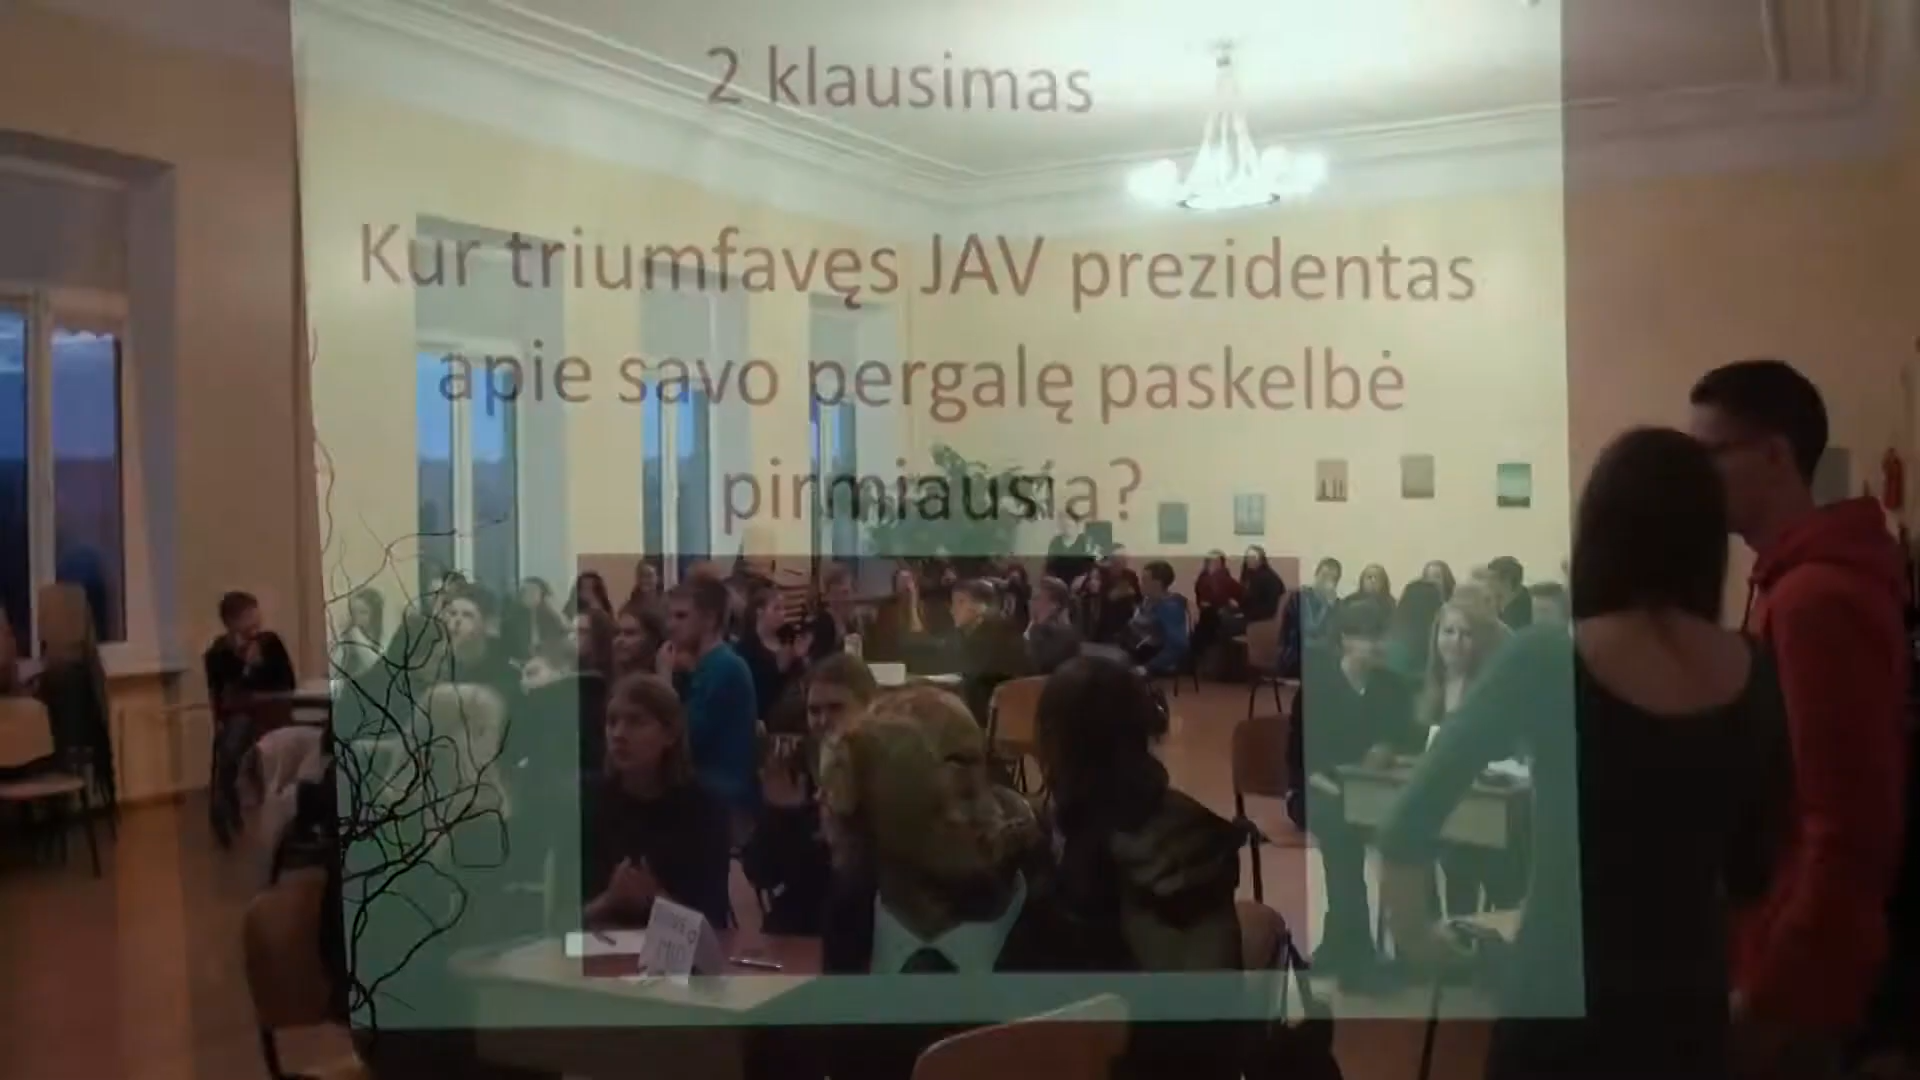 2 klausimas
Kur triumfavęs JAV prezidentas
apie savo pergalę paskelbė
pirmiausia?